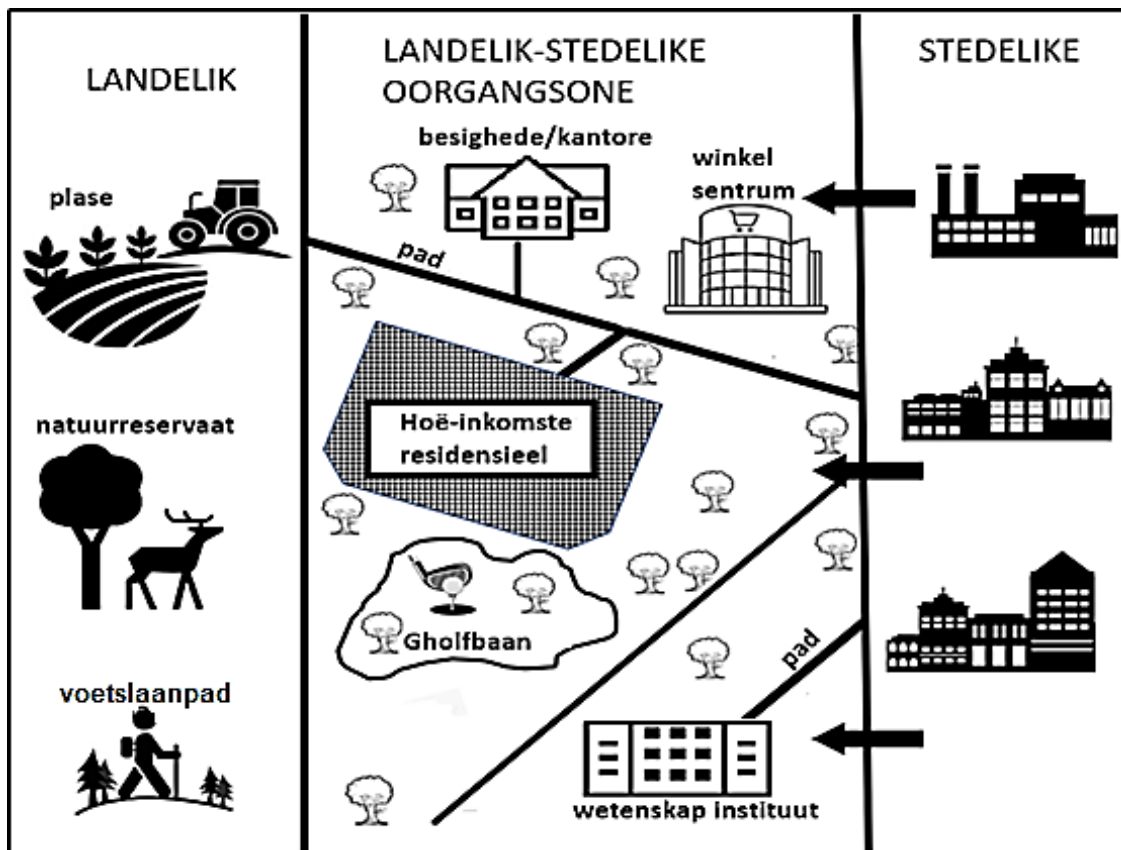 LANDELIK
plase
natuurreservaat
voetslaanpad
LANDELIK-STEDELIKE
OORGANGSONE
besighede/kantore
winkel
sentrum
pad
Hoë-inkomste
residensieel
Gholfbaan
pad
wetenskap instituut
STEDELIKE